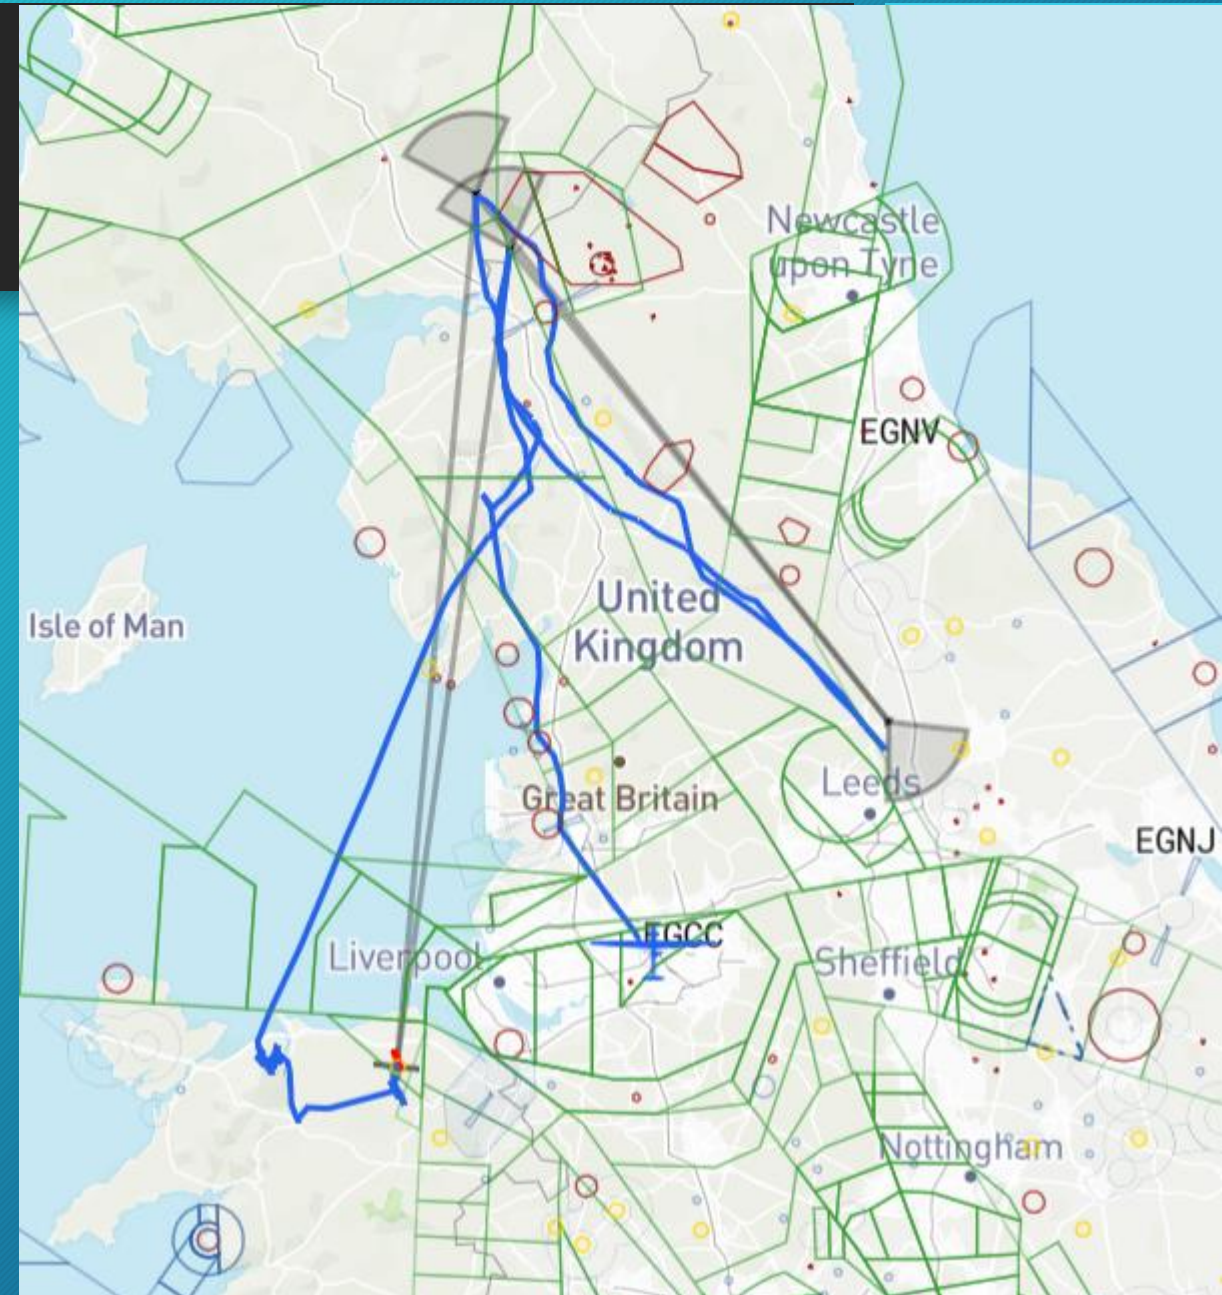 Newcastle
upon Tyne
EGNV
United
Kingdom
Isle of Man
Leeds
Great Britain
EGNJ
EGCC
Liverpool
Sheffield
Nottingham